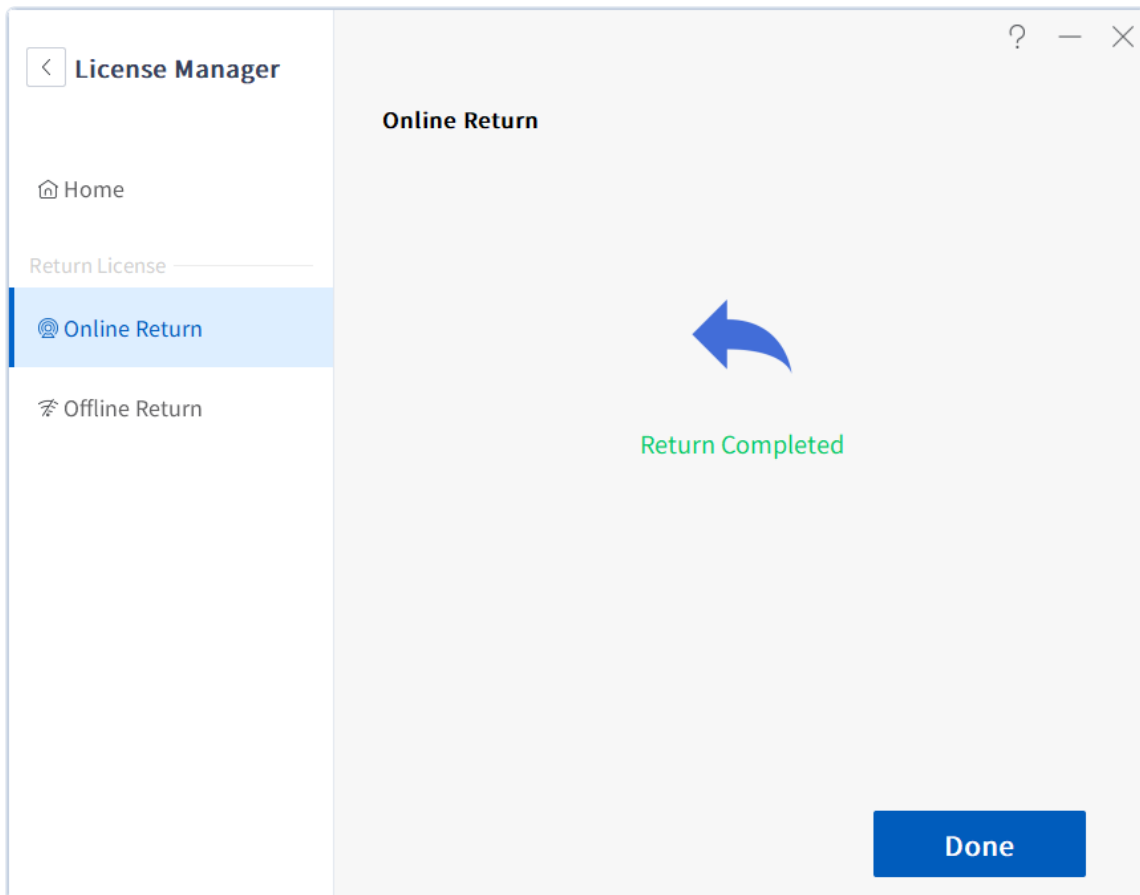 License Manager
Home
Return License
Online Return
Offline Return
Online Return
Return Completed
Done